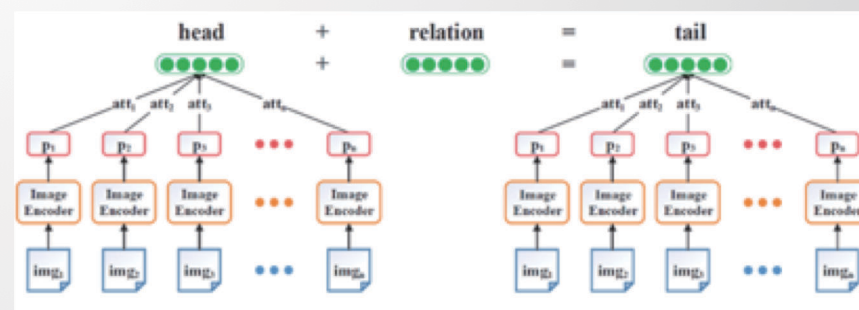 head + relation = tail
+ =
att₁ att₂ att₃ attₙ att₁ att₂ att₃ attₙ
p₁ p₂ p₃ pₙ p₁ p₂ p₃ pₙ
Image Image Image Image Image Image Image Image
Encoder Encoder Encoder Encoder Encoder Encoder Encoder Encoder
img₁ img₂ img₃ imgₙ img₁ img₂ img₃ imgₙ